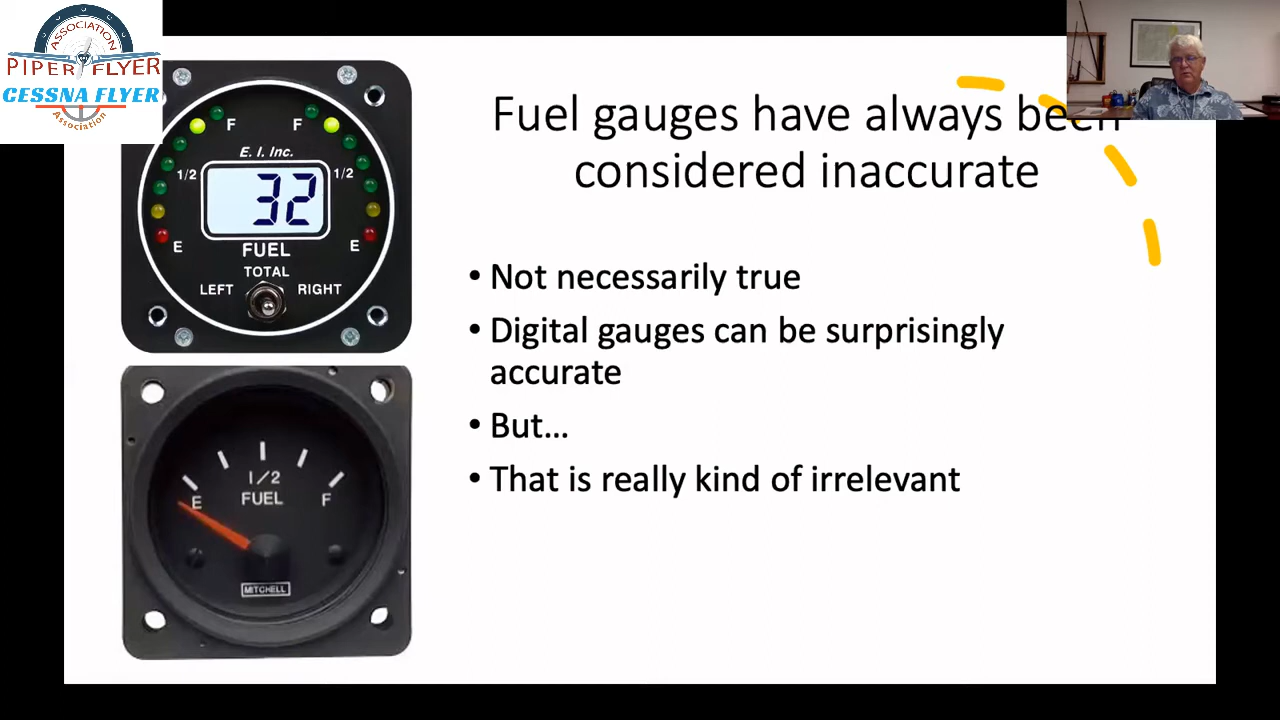 ASSOCIATION
PIPER FLYER
CESSNA FLYER
Association
Fuel gauges have always been
considered inaccurate
• Not necessarily true
• Digital gauges can be surprisingly
accurate
• But...
• That is really kind of irrelevant
F F
E. I. Inc.
1/2 1/2
32
E E
FUEL
TOTAL
LEFT RIGHT
1/2
E FUEL F
MITCHELL